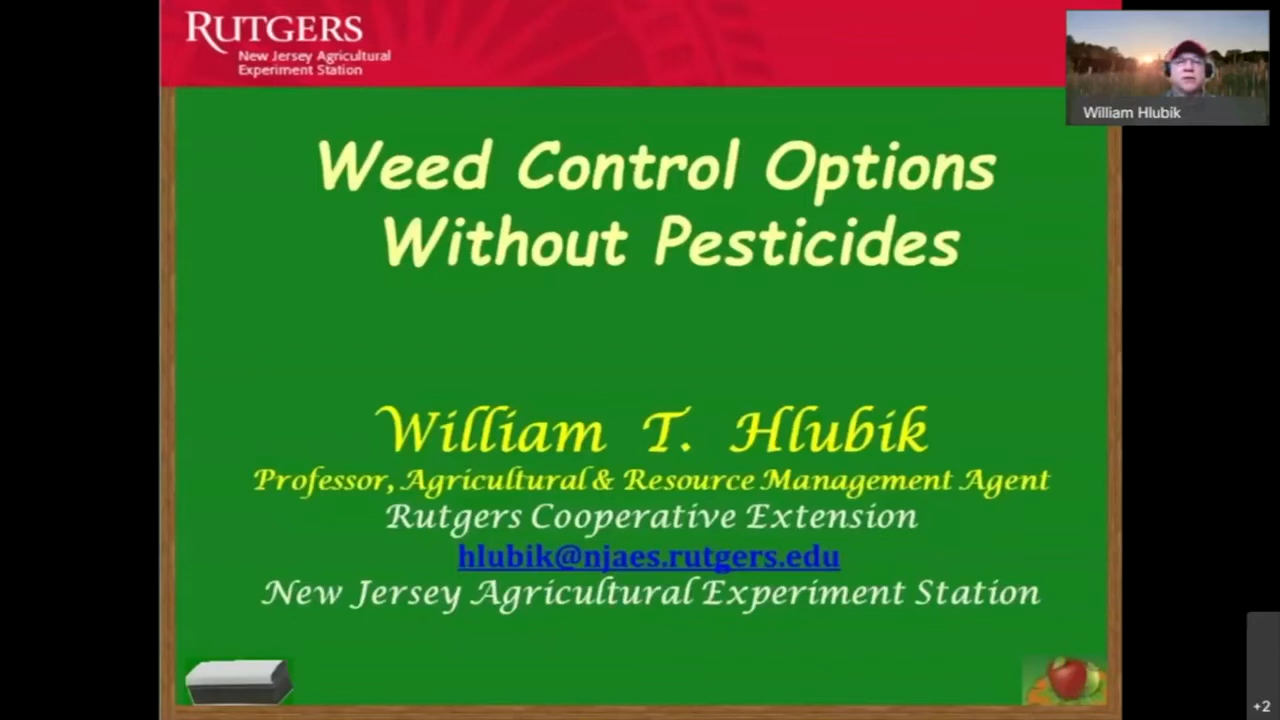 RUTGERS
New Jersey Agricultural
Experiment Station
William Hlubik
Weed Control Options
Without Pesticides
William T. Hlubik
Professor, Agricultural & Resource Management Agent
Rutgers Cooperative Extension
hlubik@njaes.rutgers.edu
New Jersey Agricultural Experiment Station
+2